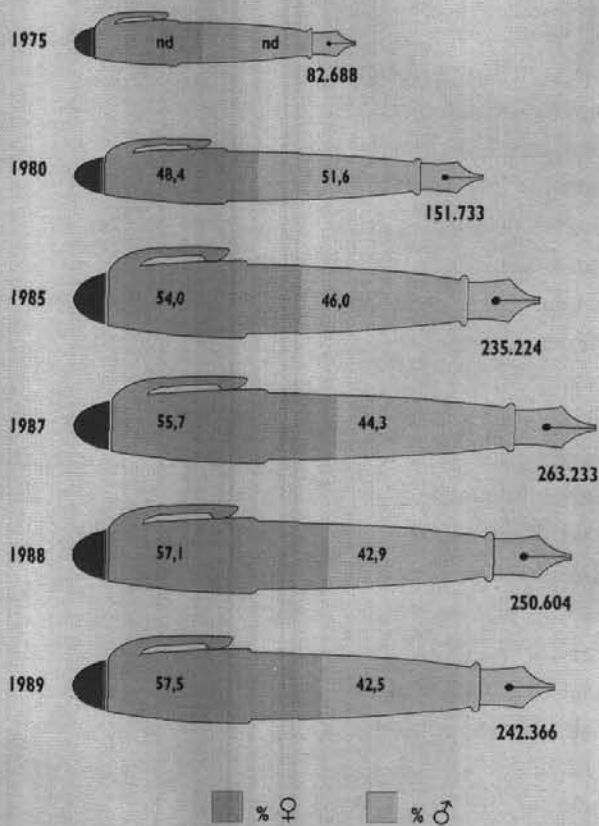 1975 nd nd
82.688
1980 48,4 51,6
151.733
1985 54,0 46,0
235.224
1987 55,7 44,3
263.233
1988 57,1 42,9
250.604
1989 57,5 42,5
242.366
% ♀ % ♂